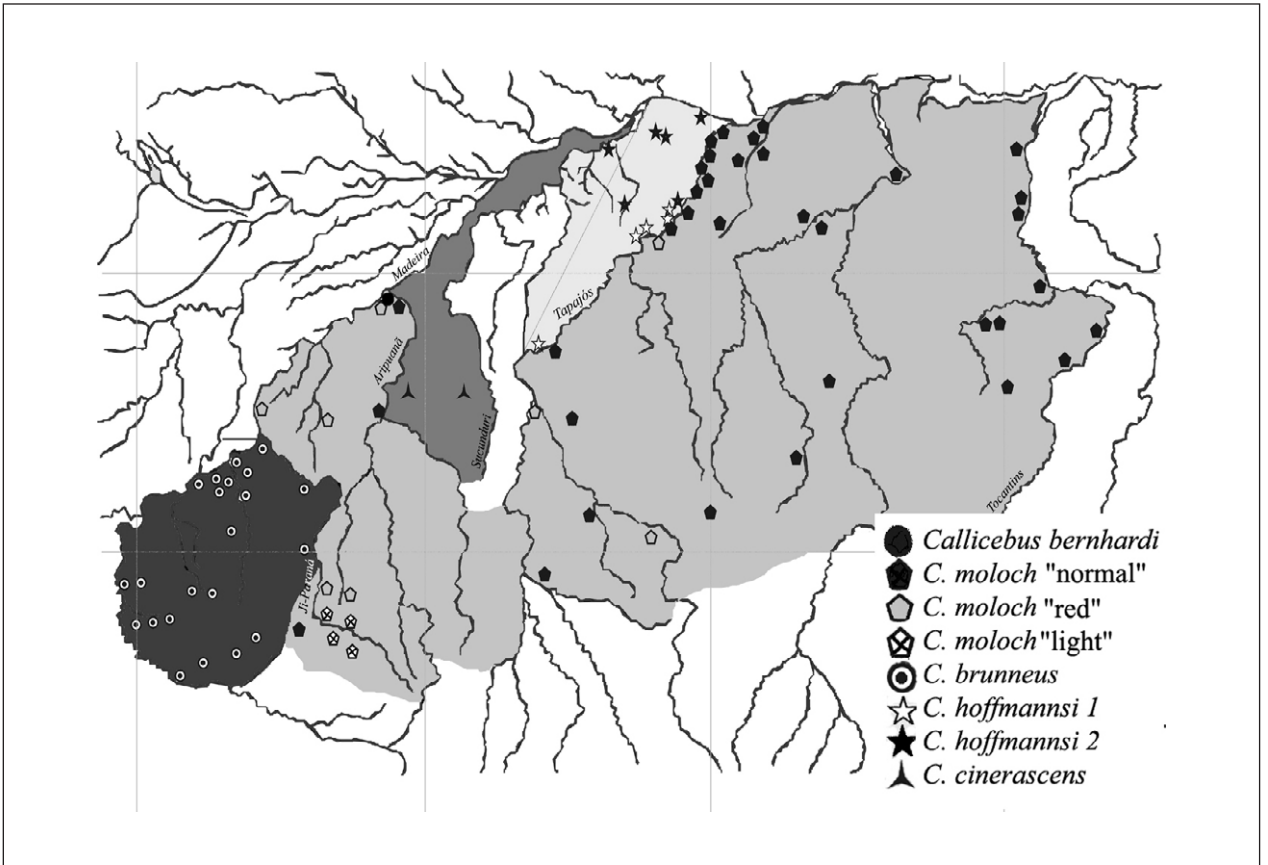 Madeira
Tapajós
Aripuanã
Sucunduri
Tocantins
Ji-Paraná
Callicebus bernhardi
C. moloch "normal"
C. moloch "red"
C. moloch "light"
C. brunneus
C. hoffmannsi 1
C. hoffmannsi 2
C. cinerascens